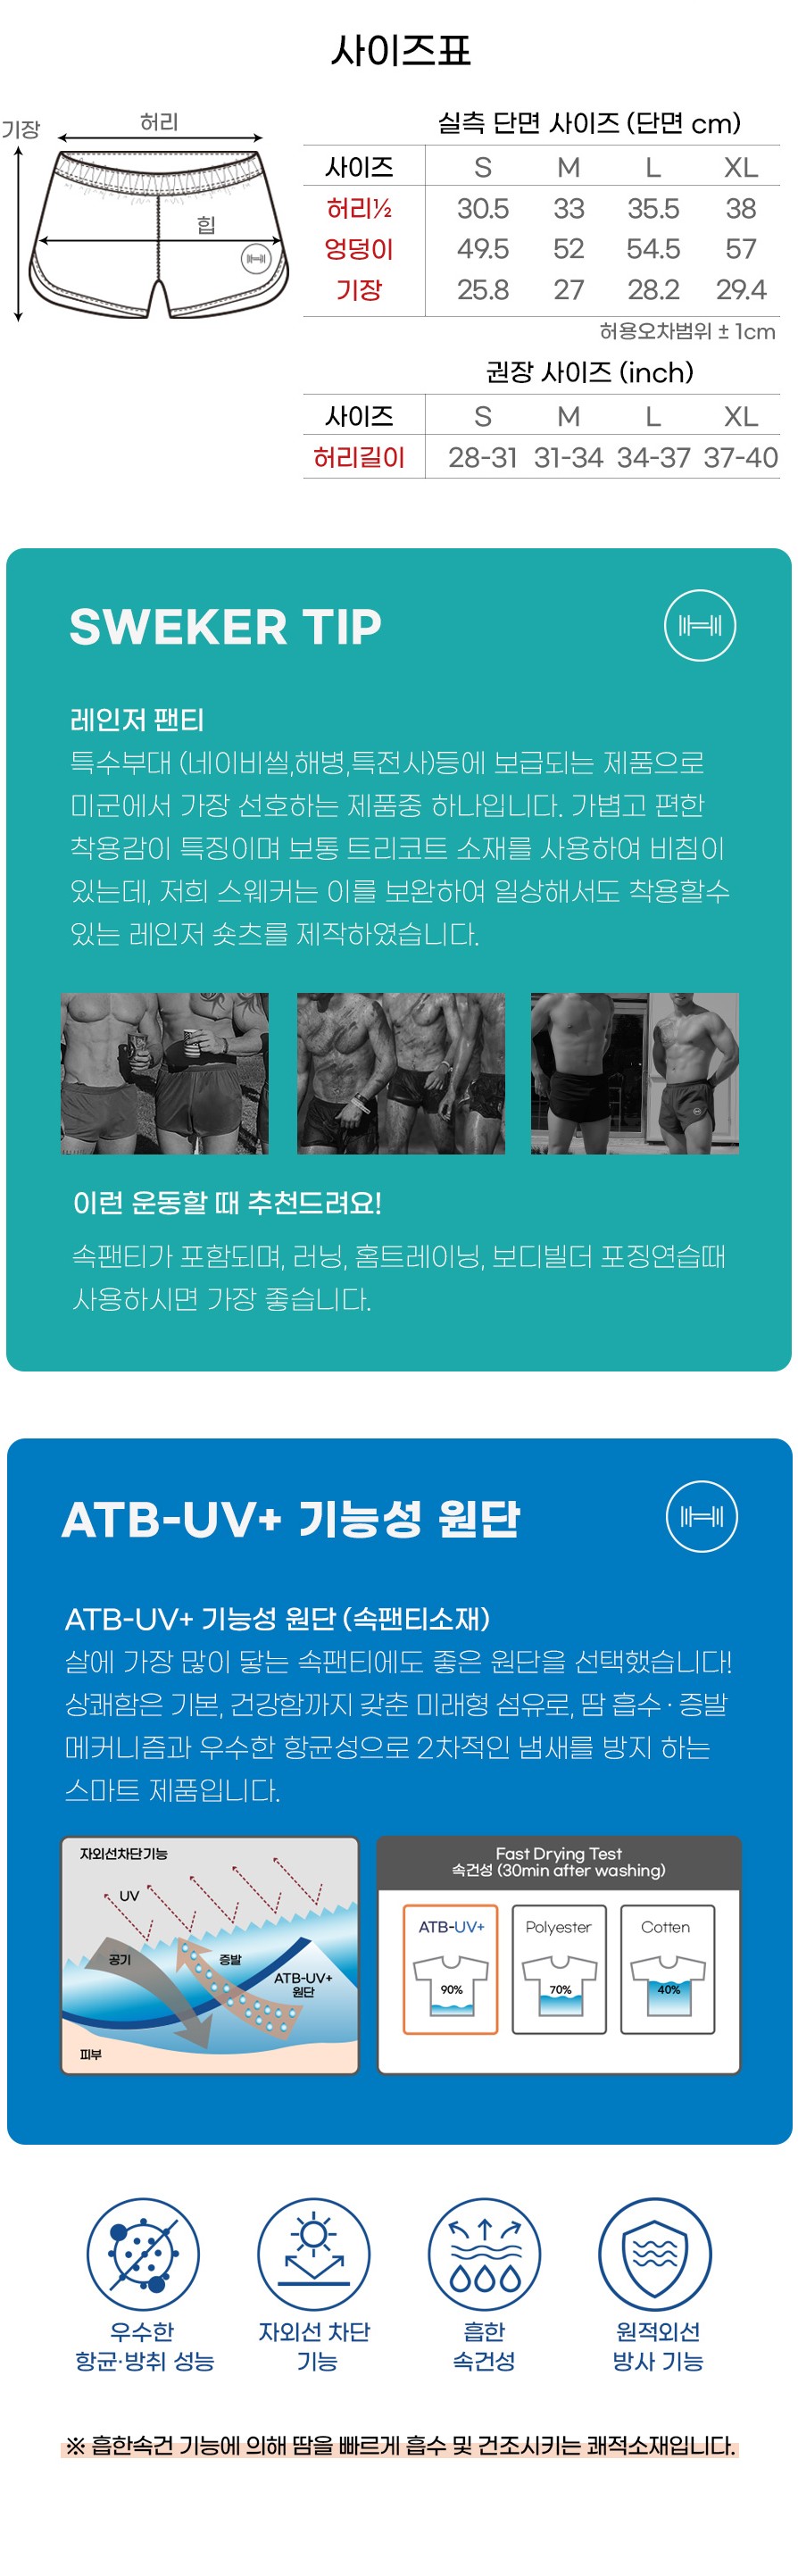 사이즈표
기장
허리
힙
실측 단면 사이즈 (단면 cm)
사이즈 S M L XL
허리½ 30.5 33 35.5 38
엉덩이 49.5 52 54.5 57
기장 25.8 27 28.2 29.4
허용오차범위 ± 1cm
권장 사이즈 (inch)
사이즈 S M L XL
허리길이 28-31 31-34 34-37 37-40
SWEKER TIP
레인저 팬티
특수부대 (네이비씰,해병,특전사)등에 보급되는 제품으로
미군에서 가장 선호하는 제품중 하나입니다. 가볍고 편한
착용감이 특징이며 보통 트리코트 소재를 사용하여 비침이
있는데, 저희 스웨커는 이를 보완하여 일상해서도 착용할수
있는 레인저 숏츠를 제작하였습니다.
이런 운동할 때 추천드려요!
속팬티가 포함되며, 러닝, 홈트레이닝, 보디빌더 포징연습때
사용하시면 가장 좋습니다.
ATB-UV+ 기능성 원단
ATB-UV+ 기능성 원단 (속팬티소재)
살에 가장 많이 닿는 속팬티에도 좋은 원단을 선택했습니다!
상쾌함은 기본, 건강함까지 갖춘 미래형 섬유로, 땀 흡수 · 증발
메커니즘과 우수한 항균성으로 2차적인 냄새를 방지 하는
스마트 제품입니다.
자외선차단기능
UV
공기
증발
ATB-UV+
원단
피부
Fast Drying Test
속건성 (30min after washing)
ATB-UV+ Polyester Cotten
90% 70% 40%
우수한
항균·방취 성능
자외선 차단
기능
흡한
속건성
원적외선
방사 기능
※ 흡한속건 기능에 의해 땀을 빠르게 흡수 및 건조시키는 쾌적소재입니다.